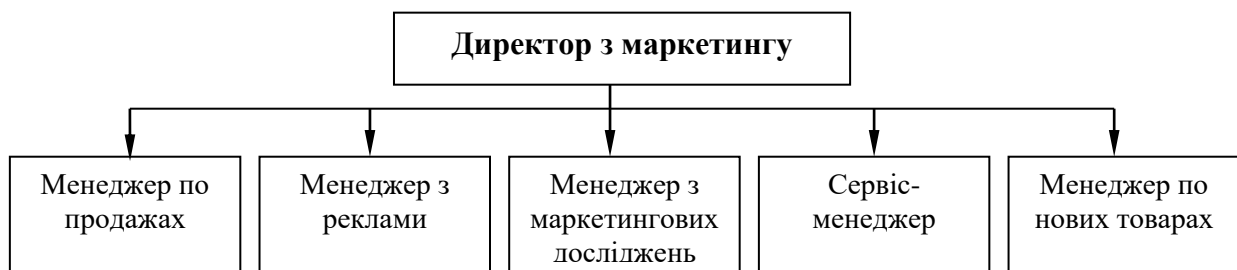 Директор з маркетингу
Менеджер по
продажах
Менеджер з
реклами
Менеджер з
маркетингових
досліджень
Сервіс-
менеджер
Менеджер по
нових товарах